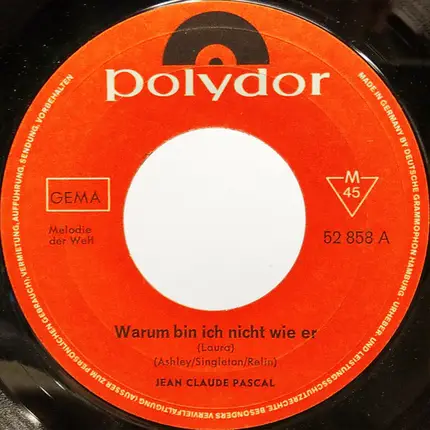 polydor
GEMA
M
45
Melodie
der Welt
52 858 A
Warum bin ich nicht wie er
(Laura)
(Ashley/Singleton/Relin)
JEAN CLAUDE PASCAL
MADE IN GERMANY BY DEUTSCHE GRAMMOPHON HAMBURG. · URHEBER- UND LEISTUNGSSCHUTZRECHTE, BESONDERS VERVIELFÄLTIGUNG (AUSSER ZUM PERSÖNLICHEN GEBRAUCH), VERMIETUNG, AUFFÜHRUNG, SENDUNG, VORBEHALTEN